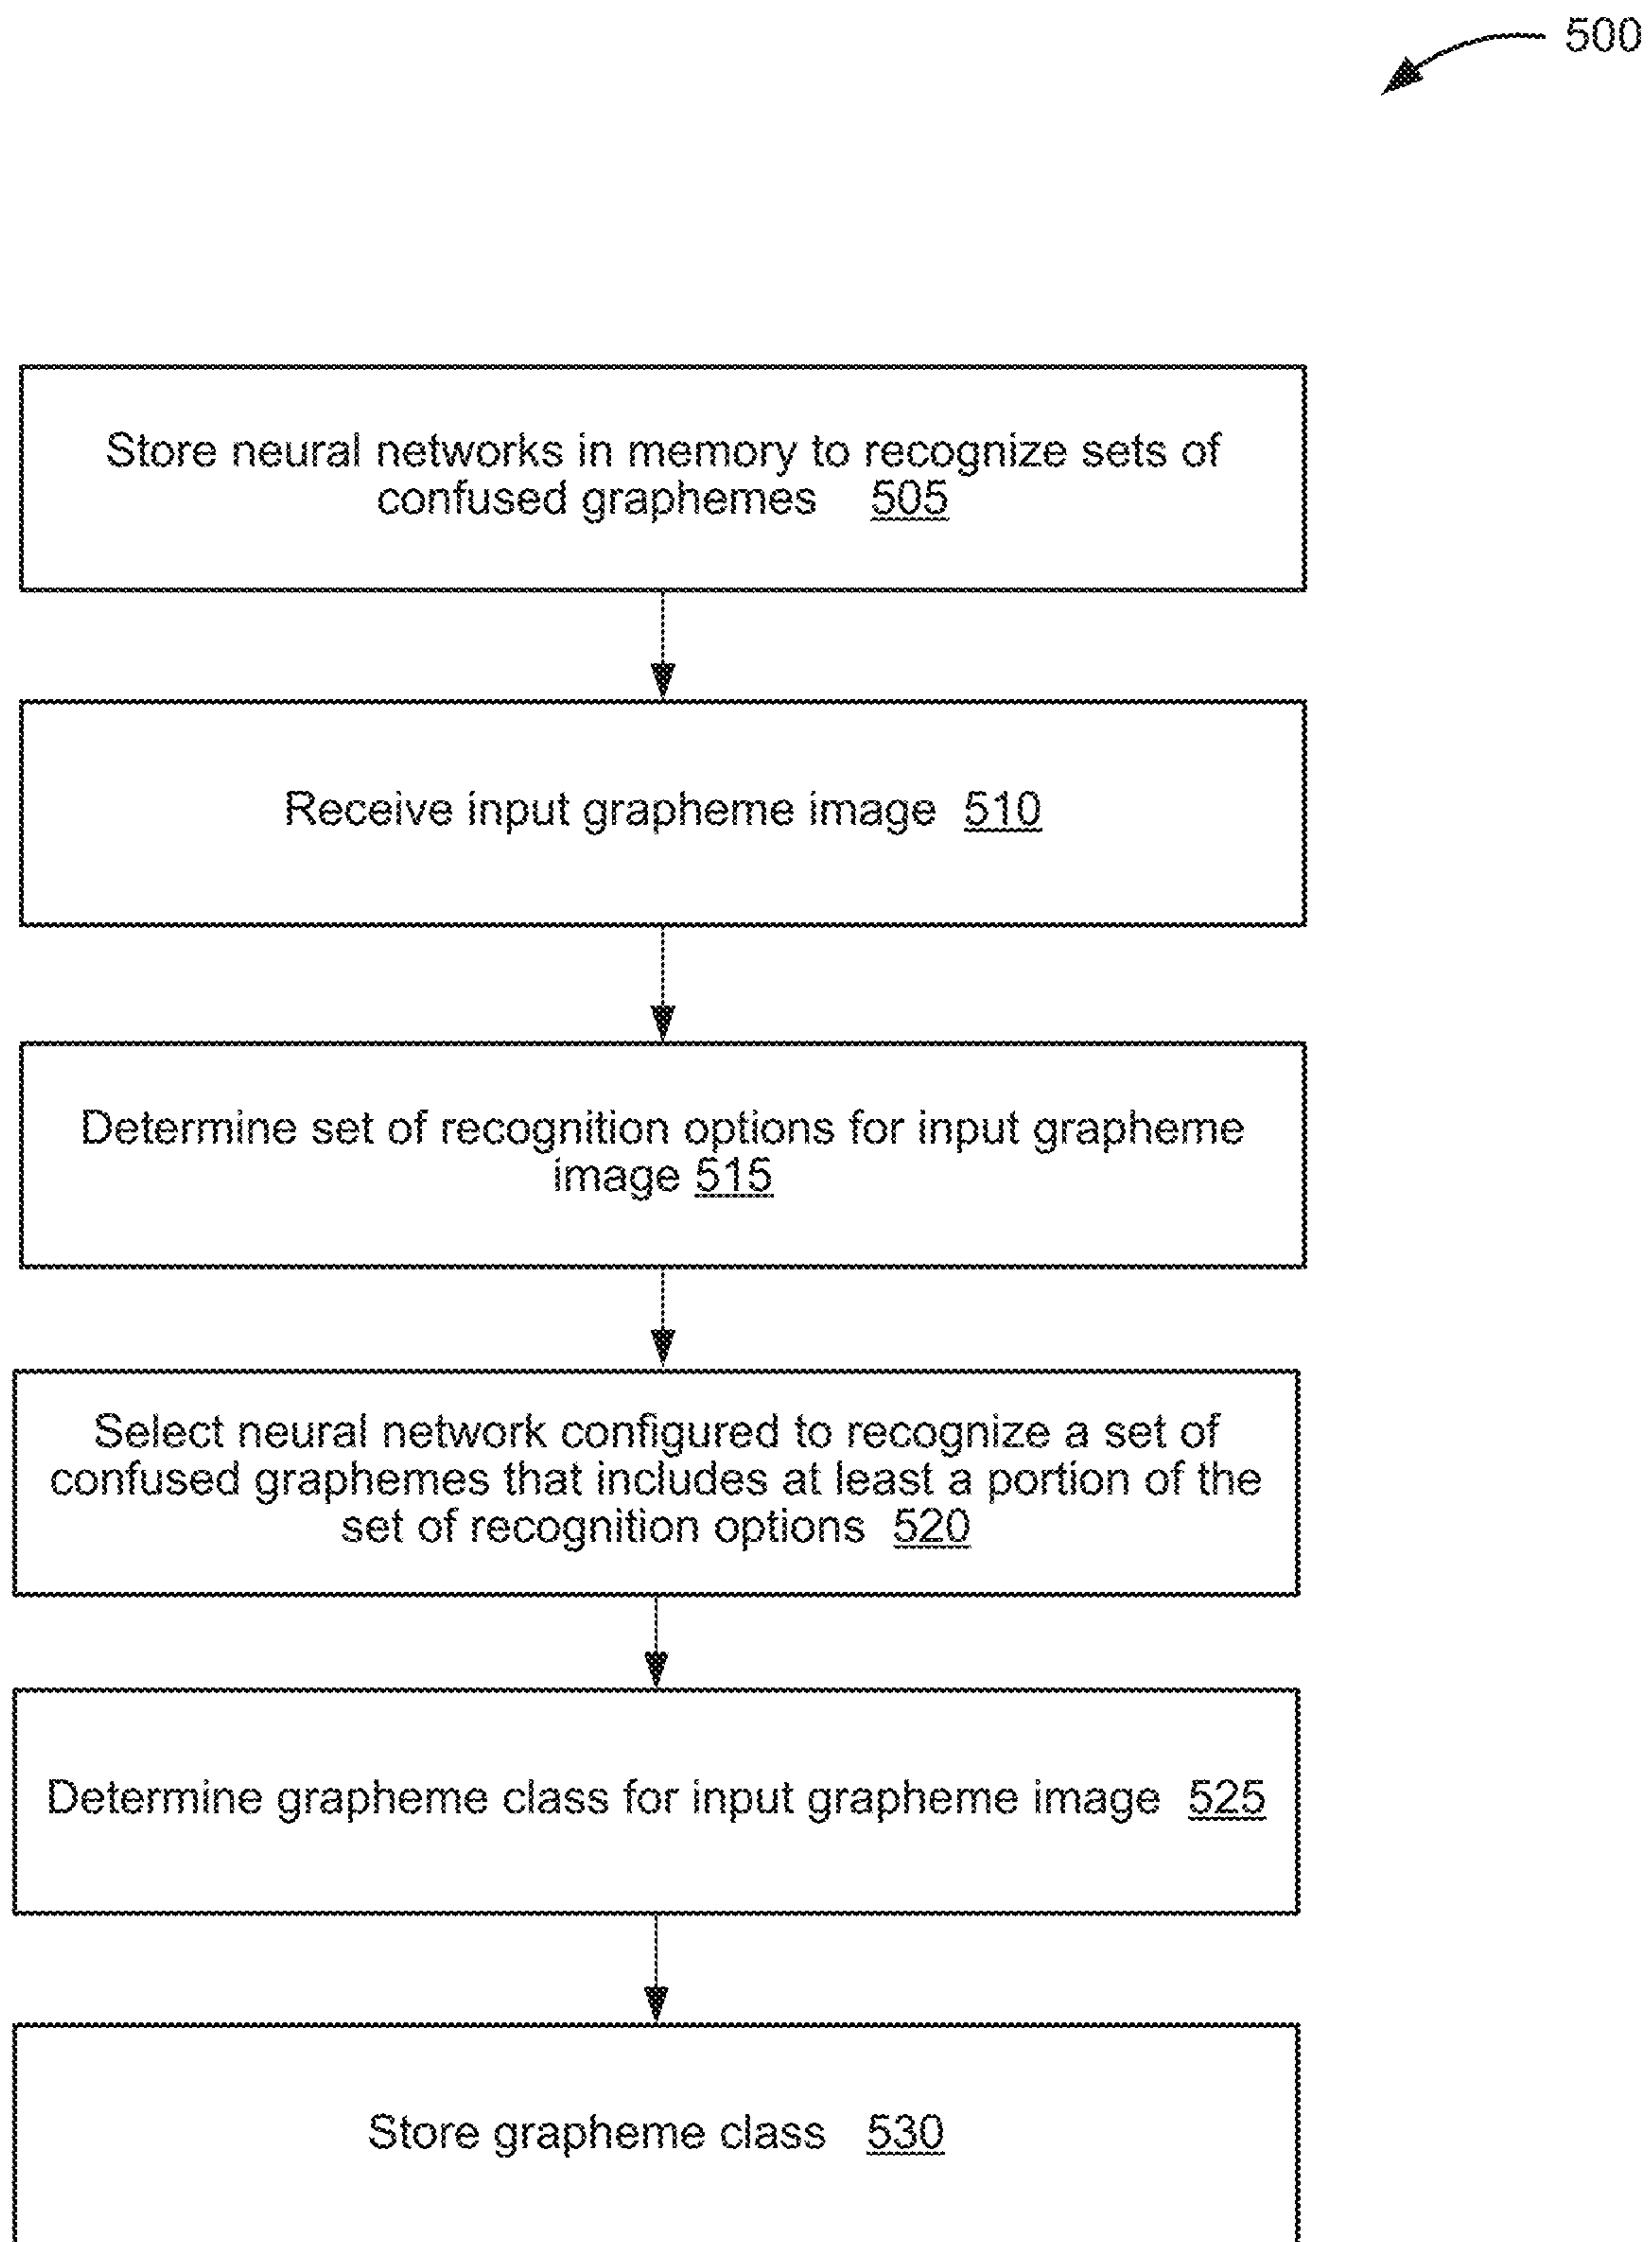 500
Store neural networks in memory to recognize sets of
confused graphemes 505
Receive input grapheme image 510
Determine set of recognition options for input grapheme
image 515
Select neural network configured to recognize a set of
confused graphemes that includes at least a portion of the
set of recognition options 520
Determine grapheme class for input grapheme image 525
Store grapheme class 530